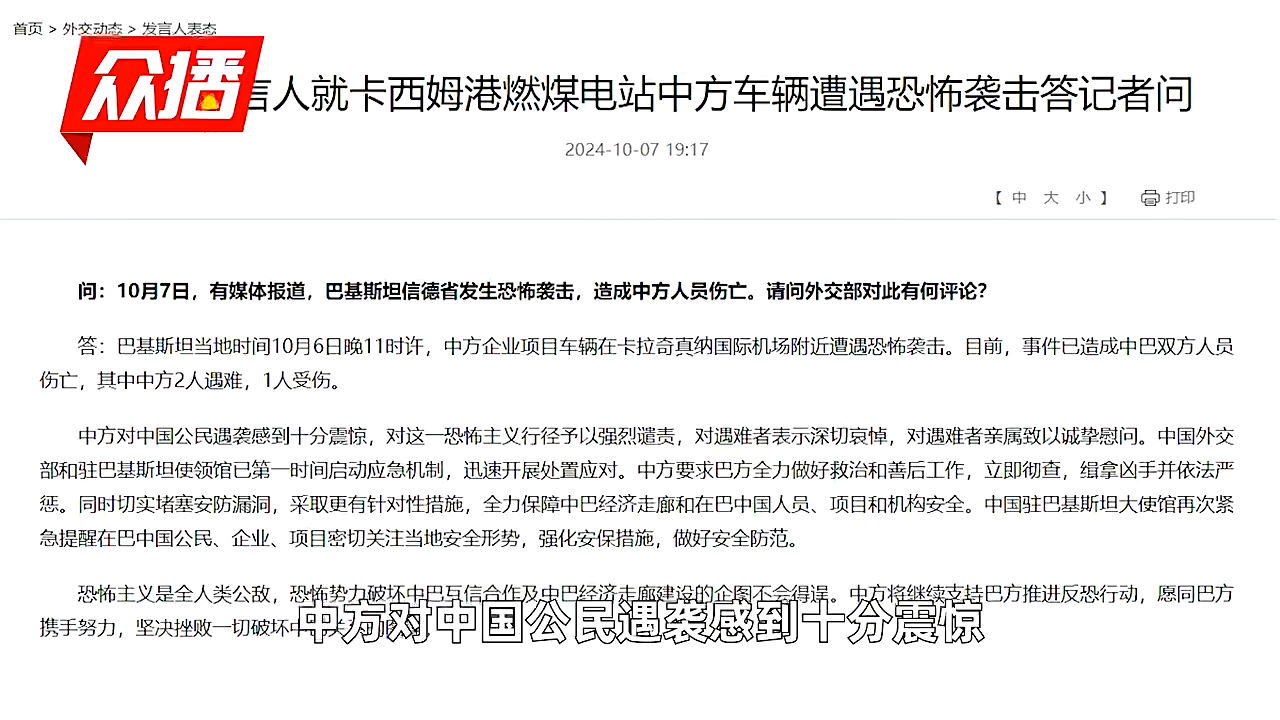 首页 > 外交动态 > 发言人表态
众播
言人就卡西姆港燃煤电站中方车辆遭遇恐怖袭击答记者问
2024-10-07 19:17
【 中 大 小 】 打印
问：10月7日，有媒体报道，巴基斯坦信德省发生恐怖袭击，造成中方人员伤亡。请问外交部对此有何评论？
答：巴基斯坦当地时间10月6日晚11时许，中方企业项目车辆在卡拉奇真纳国际机场附近遭遇恐怖袭击。目前，事件已造成中巴双方人员
伤亡，其中中方2人遇难，1人受伤。
中方对中国公民遇袭感到十分震惊，对这一恐怖主义行径予以强烈谴责，对遇难者表示深切哀悼，对遇难者亲属致以诚挚慰问。中国外交
部和驻巴基斯坦使领馆已第一时间启动应急机制，迅速开展处置应对。中方要求巴方全力做好救治和善后工作，立即彻查，缉拿凶手并依法严
惩。同时切实堵塞安防漏洞，采取更有针对性措施，全力保障中巴经济走廊和在巴中国人员、项目和机构安全。中国驻巴基斯坦大使馆再次紧
急提醒在巴中国公民、企业、项目密切关注当地安全形势，强化安保措施，做好安全防范。
恐怖主义是全人类公敌，恐怖势力破坏中巴互信合作及中巴经济走廊建设的企图不会得误。中方将继续支持巴方推进反恐行动，愿同巴方
携手努力，坚决挫败一切破坏中
中方对中国公民遇袭感到十分震惊